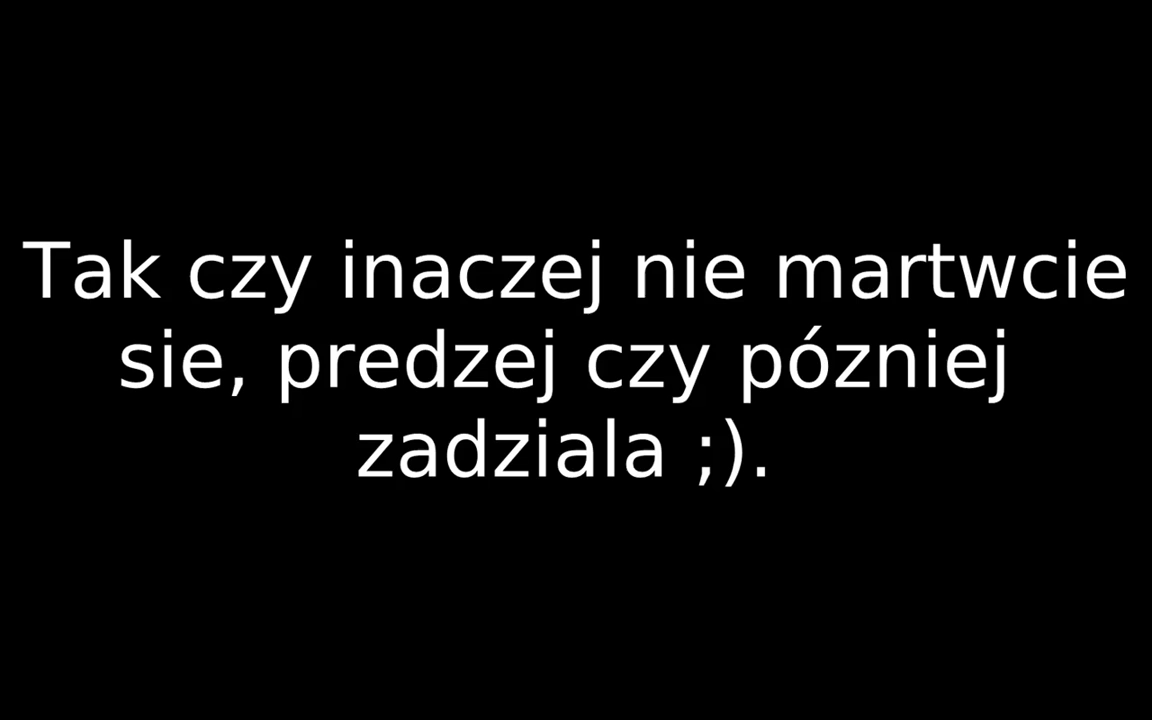 Tak czy inaczej nie martwcie
sie, predzej czy pózniej
zadziala ;).